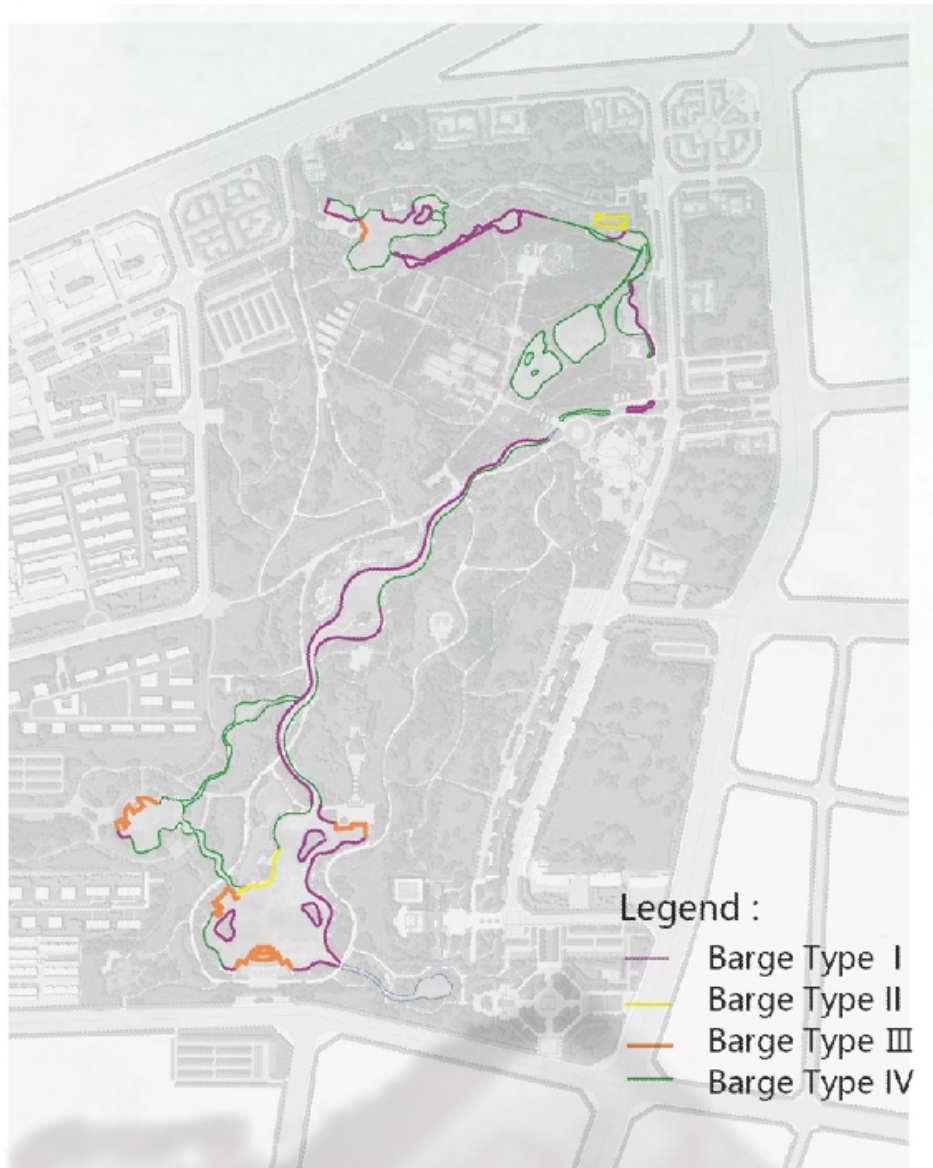 Legend :
Barge Type Ⅰ
Barge Type II
Barge Type Ⅲ
Barge Type IV